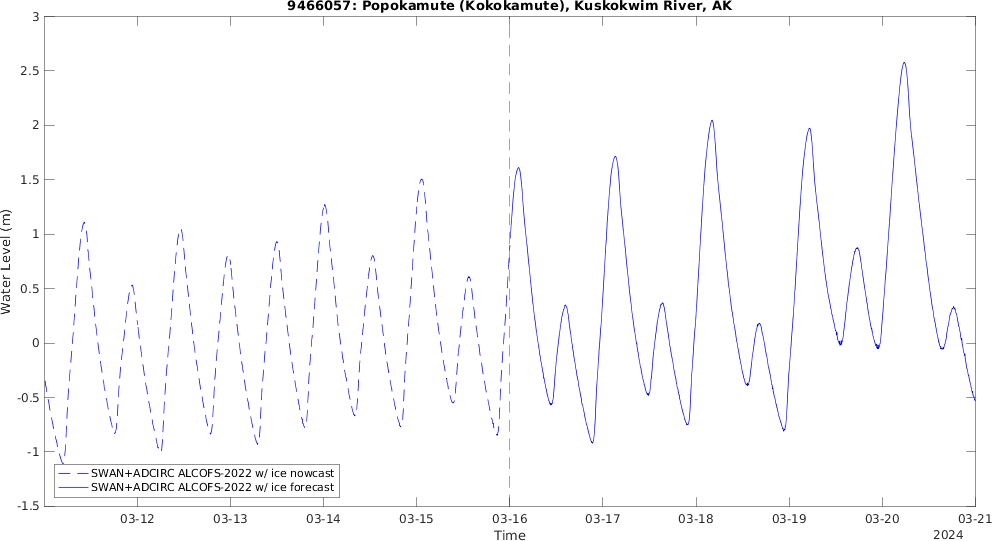 9466057: Popokamute (Kokokamute), Kuskokwim River, AK
3
2.5
2
1.5
1
0.5
0
-0.5
-1
-1.5
Water Level (m)
SWAN+ADCIRC ALCOFS-2022 w/ ice nowcast
SWAN+ADCIRC ALCOFS-2022 w/ ice forecast
03-12 03-13 03-14 03-15 03-16 03-17 03-18 03-19 03-20 03-21
Time
2024